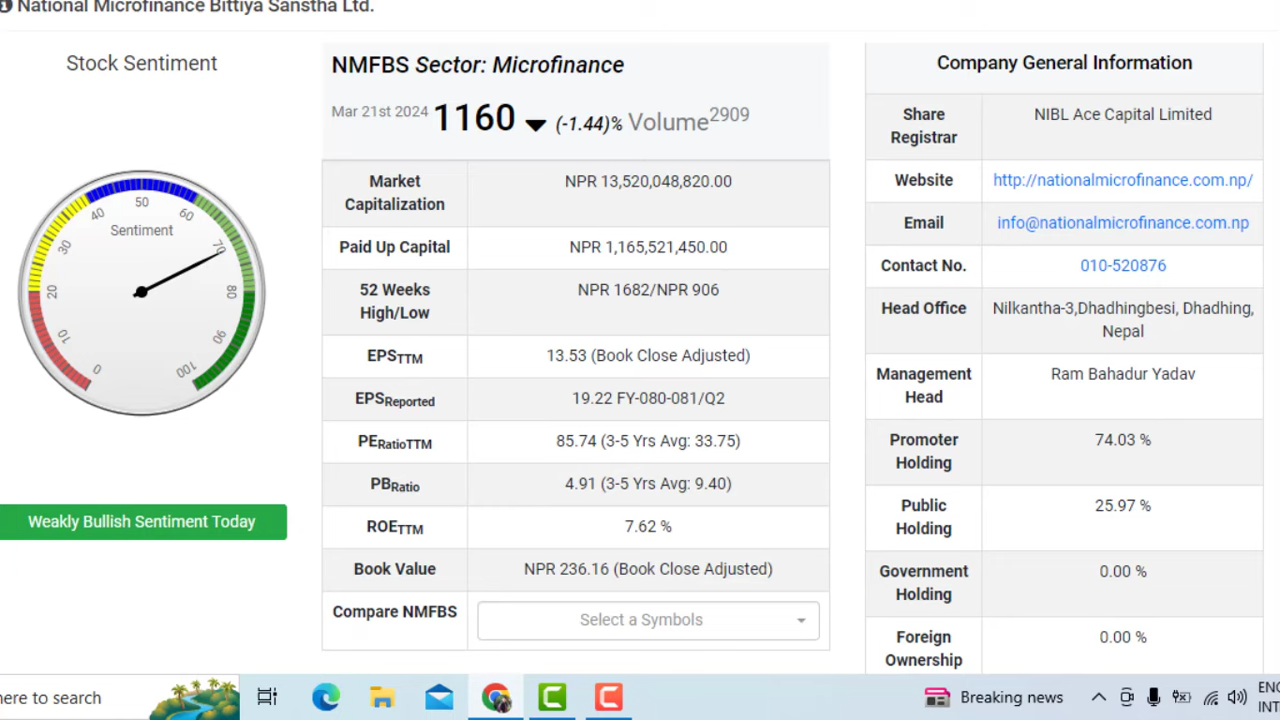 National Microfinance Bittiya Sanstha Ltd.
Stock Sentiment
0
10
20
30
40
50
60
70
80
90
100
Sentiment
Weakly Bullish Sentiment Today
NMFBS Sector: Microfinance
Mar 21st 2024 1160 (-1.44)% Volume2909
Market Capitalization NPR 13,520,048,820.00
Paid Up Capital NPR 1,165,521,450.00
52 Weeks High/Low NPR 1682/NPR 906
EPSTTM 13.53 (Book Close Adjusted)
EPSReported 19.22 FY-080-081/Q2
PERatioTTM 85.74 (3-5 Yrs Avg: 33.75)
PBRatio 4.91 (3-5 Yrs Avg: 9.40)
ROETTM 7.62 %
Book Value NPR 236.16 (Book Close Adjusted)
Compare NMFBS Select a Symbols
Company General Information
Share Registrar NIBL Ace Capital Limited
Website http://nationalmicrofinance.com.np/
Email info@nationalmicrofinance.com.np
Contact No. 010-520876
Head Office Nilkantha-3,Dhadhingbesi, Dhadhing, Nepal
Management Head Ram Bahadur Yadav
Promoter Holding 74.03 %
Public Holding 25.97 %
Government Holding 0.00 %
Foreign Ownership 0.00 %
here to search
Breaking news
ENG
INT